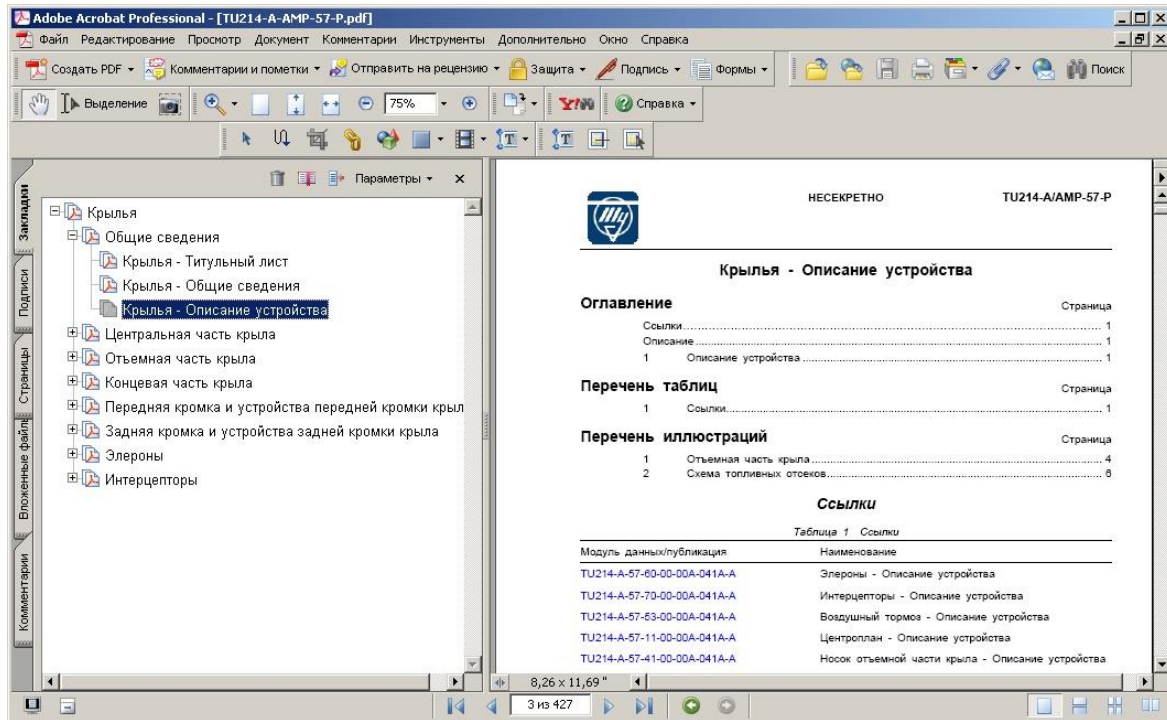 Adobe Acrobat Professional - [TU214-A-AMP-57-P.pdf]
Файл Редактирование Просмотр Документ Комментарии Инструменты Дополнительно Окно Справка
Создать PDF Комментарии и пометки Отправить на рецензию Защита Подпись Формы Поиск
Выделение 75% Y! Справка
Параметры
Закладки
Подписи
Страницы
Вложенные файлы
Комментарии
Крылья
Общие сведения
Крылья - Титульный лист
Крылья - Общие сведения
Крылья - Описание устройства
Центральная часть крыла
Отъемная часть крыла
Концевая часть крыла
Передняя кромка и устройства передней кромки крыл
Задняя кромка и устройства задней кромки крыла
Элероны
Интерцепторы
Ту
НЕСЕКРЕТНО TU214-A/AMP-57-P
Крылья - Описание устройства
Оглавление Страница
Ссылки 1
Описание 1
1 Описание устройства 1
Перечень таблиц Страница
1 Ссылки 1
Перечень иллюстраций Страница
1 Отъемная часть крыла 4
2 Схема топливных отсеков 6
Ссылки
Таблица 1 Ссылки
Модуль данных/публикация Наименование
TU214-A-57-60-00-00A-041A-A Элероны - Описание устройства
TU214-A-57-70-00-00A-041A-A Интерцепторы - Описание устройства
TU214-A-57-53-00-00A-041A-A Воздушный тормоз - Описание устройства
TU214-A-57-11-00-00A-041A-A Центроплан - Описание устройства
TU214-A-57-41-00-00A-041A-A Носок отъемной части крыла - Описание устройства
8,26 x 11,69 "
3 из 427